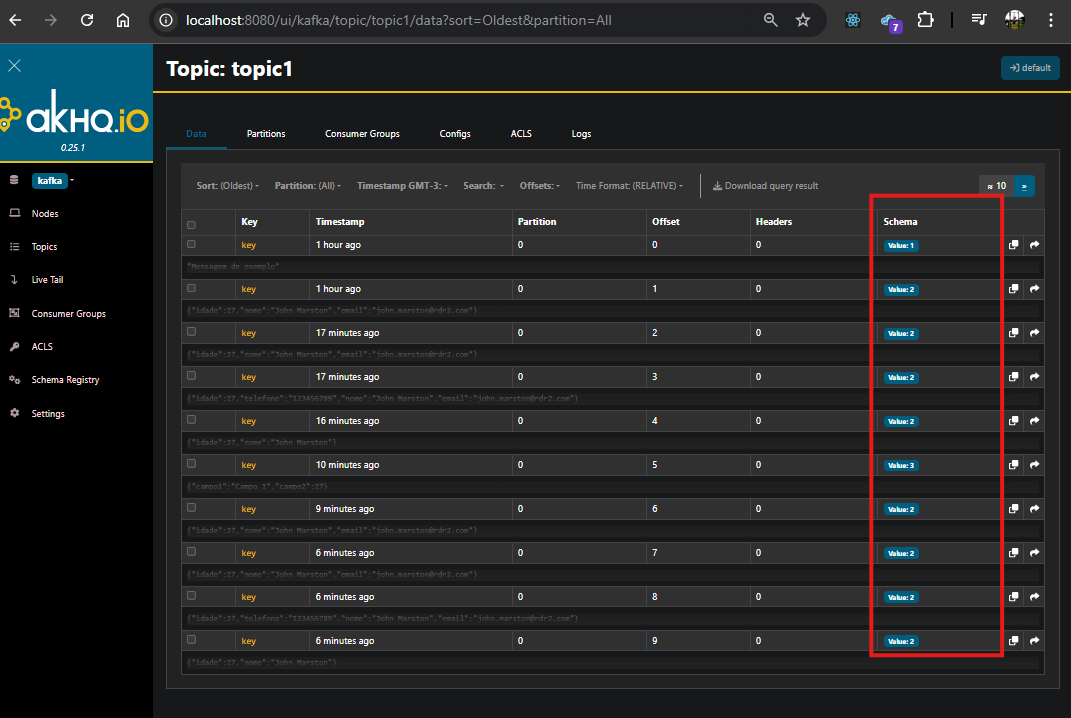 localhost:8080/ui/kafka/topic/topic1/data?sort=Oldest&partition=All
7
Topic: topic1
default
akHQ.io
0.25.1
kafka
Nodes
Topics
Live Tail
Consumer Groups
ACLS
Schema Registry
Settings
Data Partitions Consumer Groups Configs ACLS Logs
Sort: (Oldest) Partition: (All) Timestamp GMT-3: Search: Offsets: Time Format: (RELATIVE) Download query result ≈ 10 »
Key Timestamp Partition Offset Headers Schema
key 1 hour ago 0 0 0 Value: 1
"Mensagem de exemplo"
key 1 hour ago 0 1 0 Value: 2
{"idade":27,"nome":"John Marston","email":"john.marston@rdr2.com"}
key 17 minutes ago 0 2 0 Value: 2
{"idade":27,"nome":"John Marston","email":"john.marston@rdr2.com"}
key 17 minutes ago 0 3 0 Value: 2
{"idade":27,"telefone":"123456789","nome":"John Marston","email":"john.marston@rdr2.com"}
key 16 minutes ago 0 4 0 Value: 2
{"idade":27,"nome":"John Marston"}
key 10 minutes ago 0 5 0 Value: 3
{"campo1":"Campo 1","campo2":27}
key 9 minutes ago 0 6 0 Value: 2
{"idade":27,"nome":"John Marston","email":"john.marston@rdr2.com"}
key 6 minutes ago 0 7 0 Value: 2
{"idade":27,"nome":"John Marston","email":"john.marston@rdr2.com"}
key 6 minutes ago 0 8 0 Value: 2
{"idade":27,"telefone":"123456789","nome":"John Marston","email":"john.marston@rdr2.com"}
key 6 minutes ago 0 9 0 Value: 2
{"idade":27,"nome":"John Marston"}